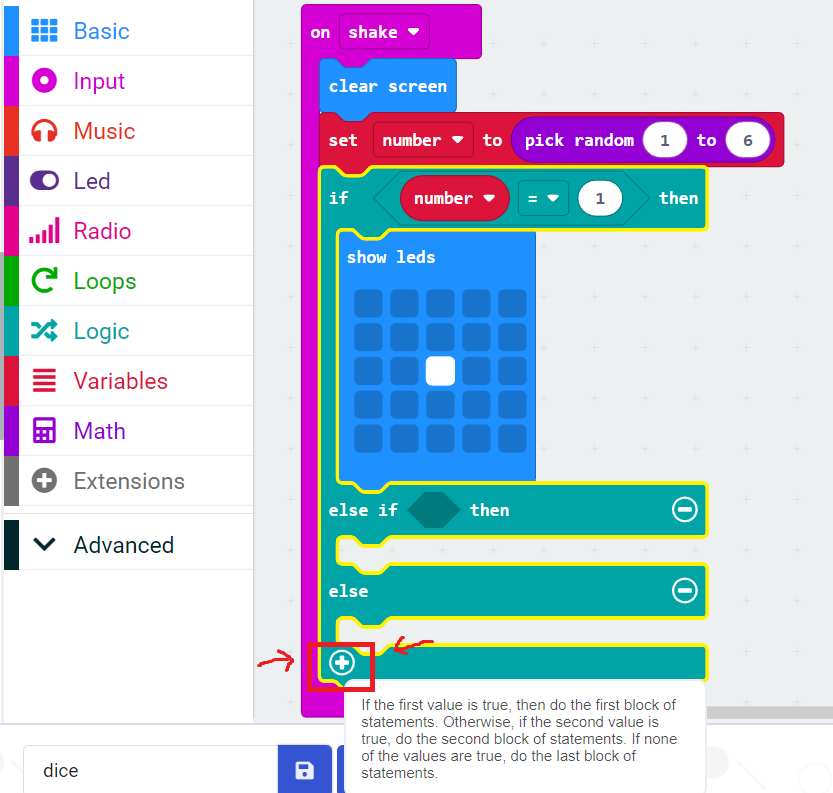 Basic
Input
Music
Led
Radio
Loops
Logic
Variables
Math
Extensions
Advanced
on shake
clear screen
set number to pick random 1 to 6
if number = 1 then
show leds
else if then
else
If the first value is true, then do the first block of
statements. Otherwise, if the second value is
true, do the second block of statements. If none
of the values are true, do the last block of
statements.
dice